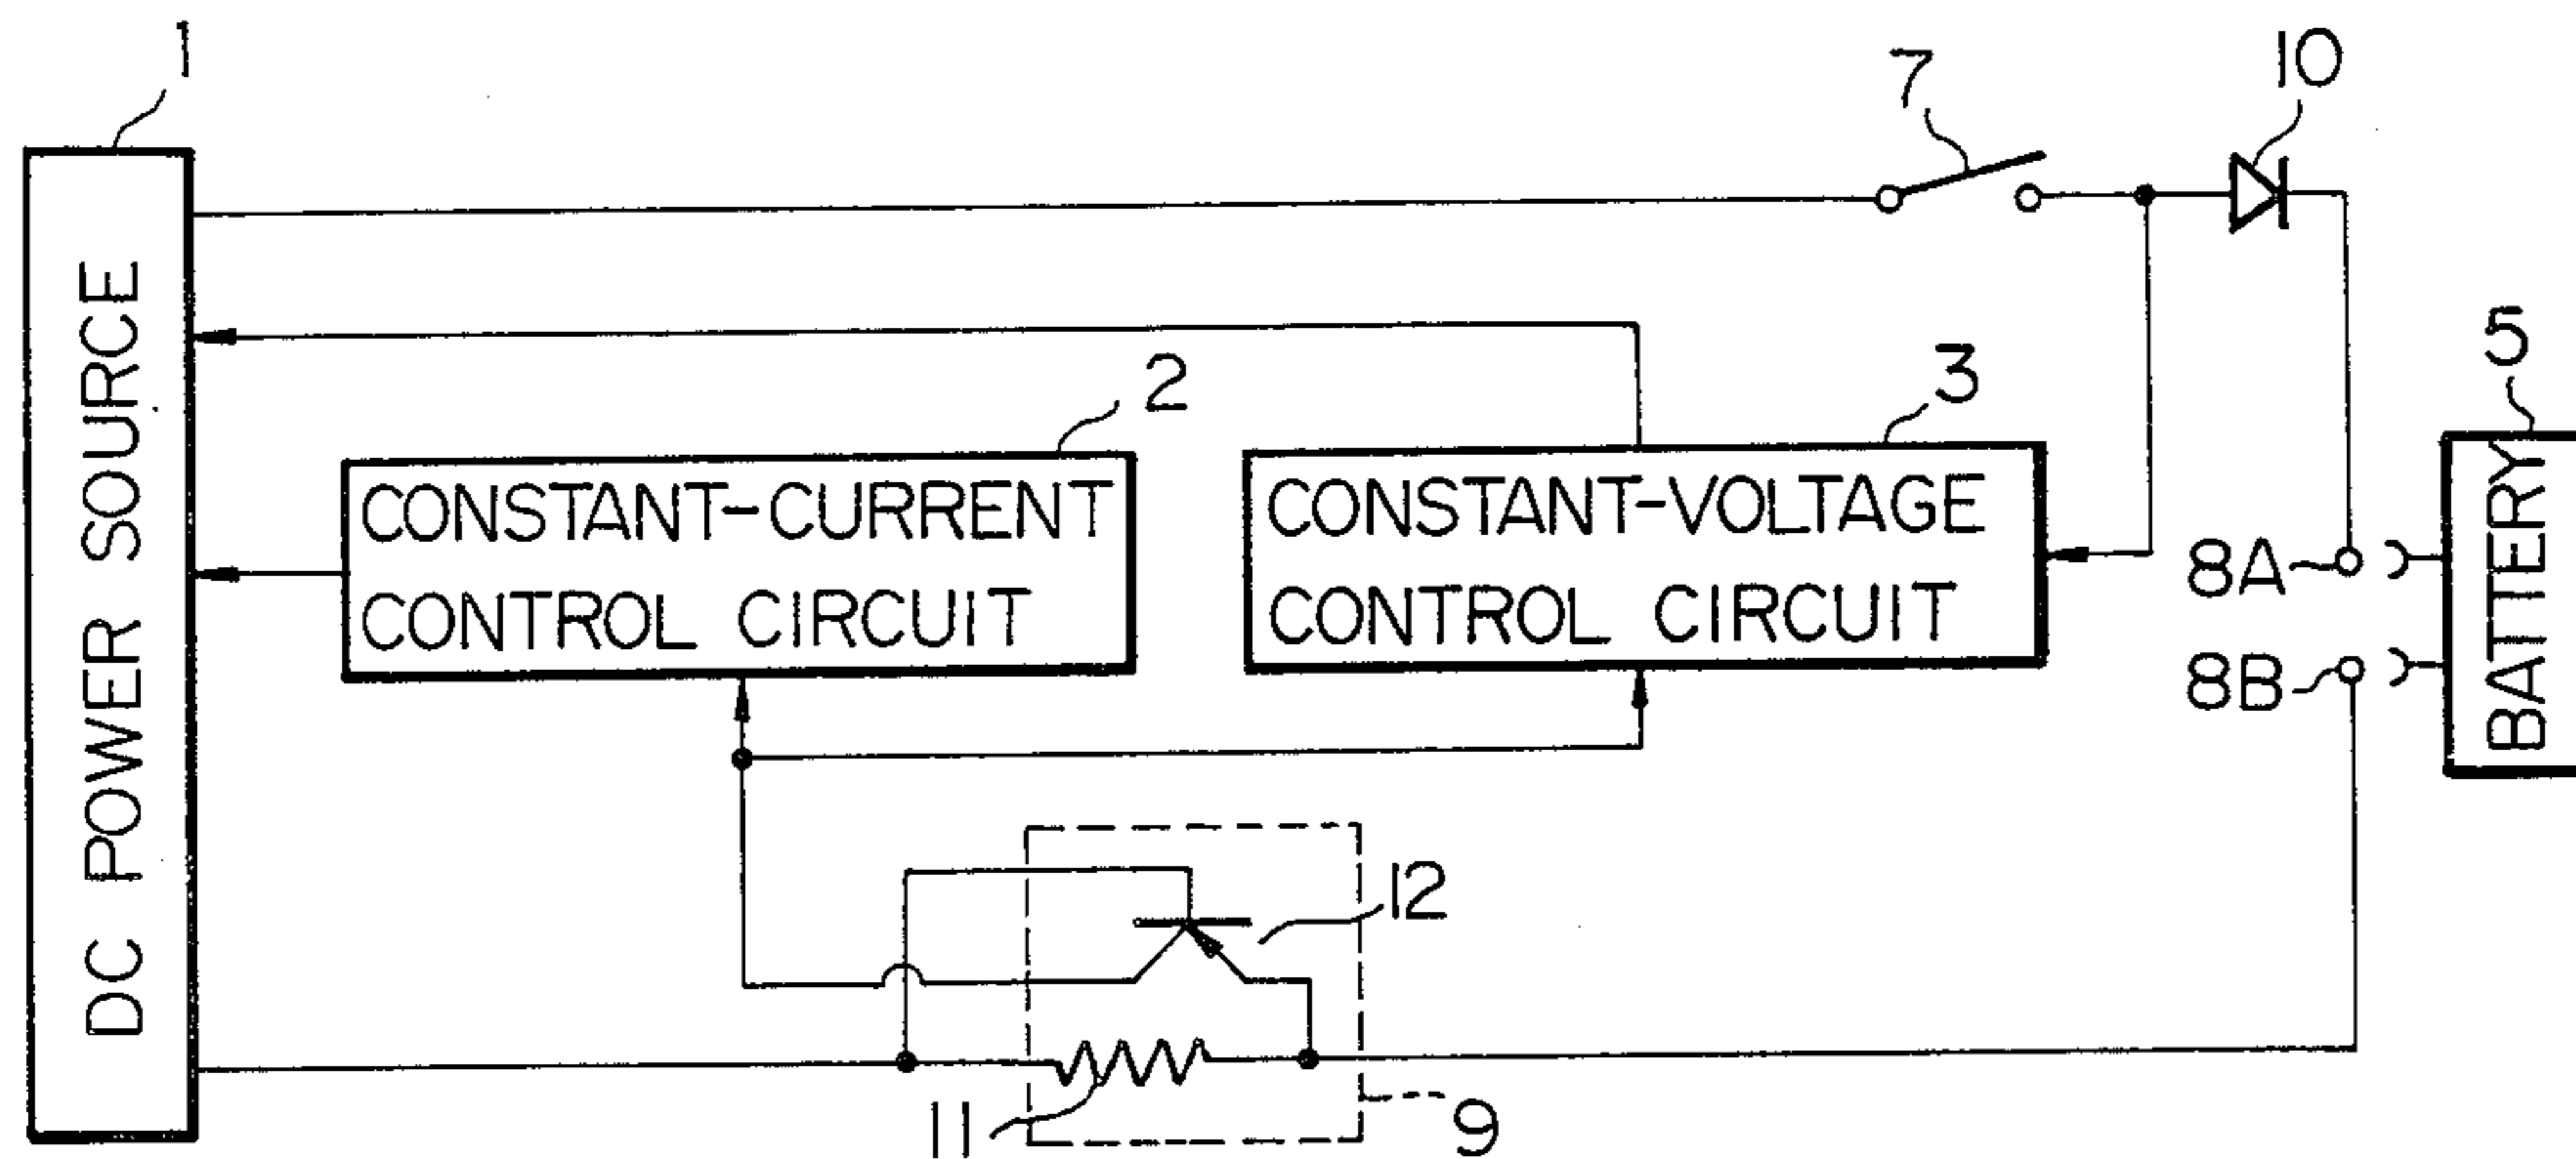 1
7
10
DC POWER SOURCE
2
3
5
CONSTANT-CURRENT
CONTROL CIRCUIT
CONSTANT-VOLTAGE
CONTROL CIRCUIT
8A
8B
BATTERY
12
11
9